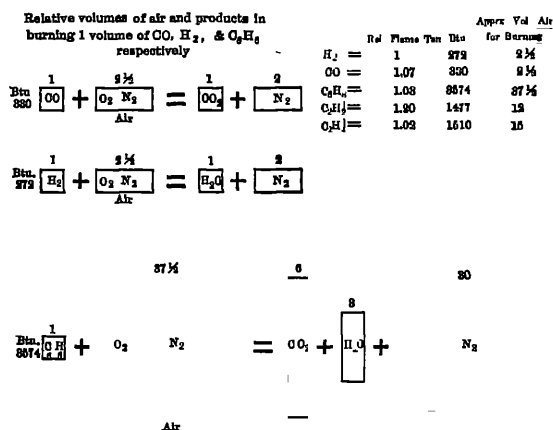 Relative volumes of air and products in
burning 1 volume of CO, H2, & C6H6
respectively
Rel Flame Tem Btu Apprx Vol Air for Burning
H2 = 1 272 2½
CO = 1.07 330 2½
C6H6 = 1.03 3574 37½
C2H2 = 1.20 1477 12
C2H4 = 1.02 1510 15
1 2½ 1 2
Btu 330 CO + O2 N2 = CO2 + N2
Air
1 2½ 1 2
Btu. 272 H2 + O2 N2 = H2O + N2
Air
37½ 6 30
1 3
Btu. 3574 C6H6 + O2 N2 = CO2 + H2O + N2
Air